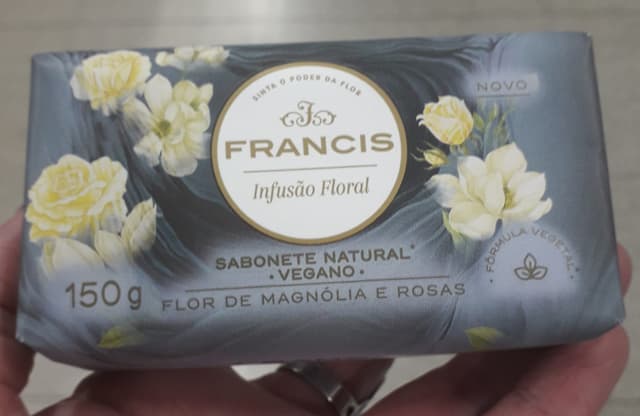 SINTA O PODER DA FLOR
FRANCIS
Infusão Floral
NOVO
SABONETE NATURAL*
• VEGANO •
150g
FLOR DE MAGNÓLIA E ROSAS
• FÓRMULA VEGETAL* •